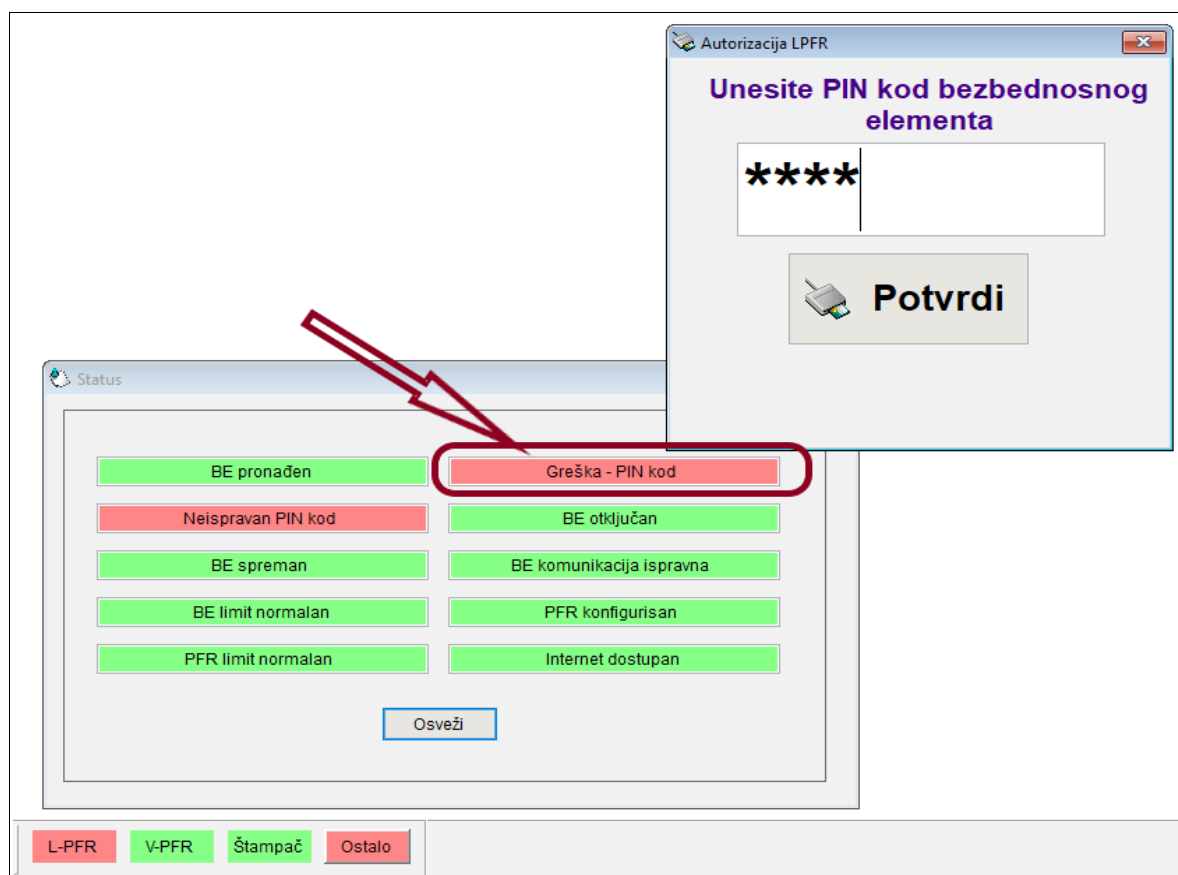 Autorizacija LPFR
Unesite PIN kod bezbednosnog
elementa
****
Potvrdi
Status
BE pronađen
Greška - PIN kod
Neispravan PIN kod
BE otključan
BE spreman
BE komunikacija ispravna
BE limit normalan
PFR konfigurisan
PFR limit normalan
Internet dostupan
Osveži
L-PFR
V-PFR
Štampač
Ostalo